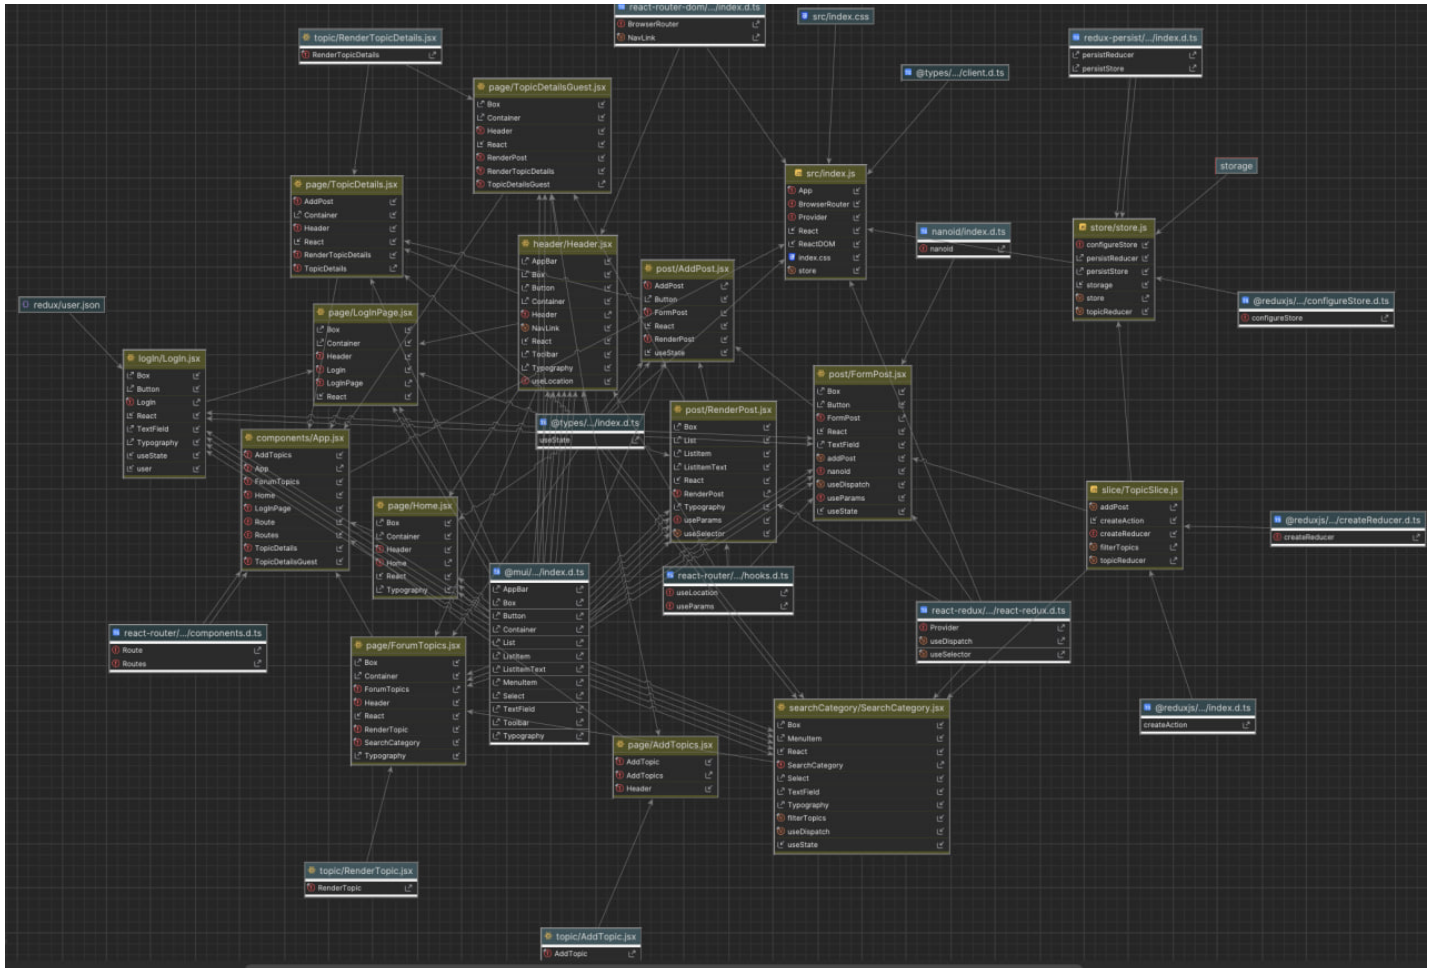 react-router-dom/.../index.d.ts
BrowserRouter
NavLink
src/index.css
topic/RenderTopicDetails.jsx
RenderTopicDetails
redux-persist/.../index.d.ts
persistReducer
persistStore
@types/.../client.d.ts
page/TopicDetailsGuest.jsx
Box
Container
Header
React
RenderPost
RenderTopicDetails
TopicDetailsGuest
storage
src/index.js
App
BrowserRouter
Provider
React
ReactDOM
index.css
store
page/TopicDetails.jsx
AddPost
Container
Header
React
RenderTopicDetails
TopicDetails
nanoid/index.d.ts
nanoid
store/store.js
configureStore
persistReducer
persistStore
storage
store
topicReducer
header/Header.jsx
AppBar
Box
Button
Container
Header
NavLink
React
Toolbar
Typography
useLocation
post/AddPost.jsx
AddPost
Button
FormPost
React
RenderPost
useState
redux/user.json
page/LoginPage.jsx
Box
Container
Header
Login
LoginPage
React
@reduxjs/.../configureStore.d.ts
configureStore
logIn/LogIn.jsx
Box
Button
LogIn
React
TextField
Typography
useState
user
post/FormPost.jsx
Box
Button
FormPost
React
TextField
addPost
nanoid
useDispatch
useParams
useState
post/RenderPost.jsx
Box
List
ListItem
ListItemText
React
RenderPost
Typography
useParams
useSelector
@types/.../index.d.ts
useState
components/App.jsx
AddTopics
App
ForumTopics
Home
LoginPage
Route
Routes
TopicDetails
TopicDetailsGuest
slice/TopicSlice.js
addPost
createAction
createReducer
filterTopics
topicReducer
page/Home.jsx
Box
Container
Header
Home
React
Typography
@reduxjs/.../createReducer.d.ts
createReducer
@mui/.../index.d.ts
AppBar
Box
Button
Container
List
ListItem
ListItemText
MenuItem
Select
TextField
Toolbar
Typography
react-router/.../hooks.d.ts
useLocation
useParams
react-redux/.../react-redux.d.ts
Provider
useDispatch
useSelector
react-router/.../components.d.ts
Route
Routes
page/ForumTopics.jsx
Box
Container
ForumTopics
Header
React
RenderTopic
SearchCategory
Typography
searchCategory/SearchCategory.jsx
Box
MenuItem
React
SearchCategory
Select
TextField
Typography
filterTopics
useDispatch
useState
@reduxjs/.../index.d.ts
createAction
page/AddTopics.jsx
AddTopic
AddTopics
Header
topic/RenderTopic.jsx
RenderTopic
topic/AddTopic.jsx
AddTopic